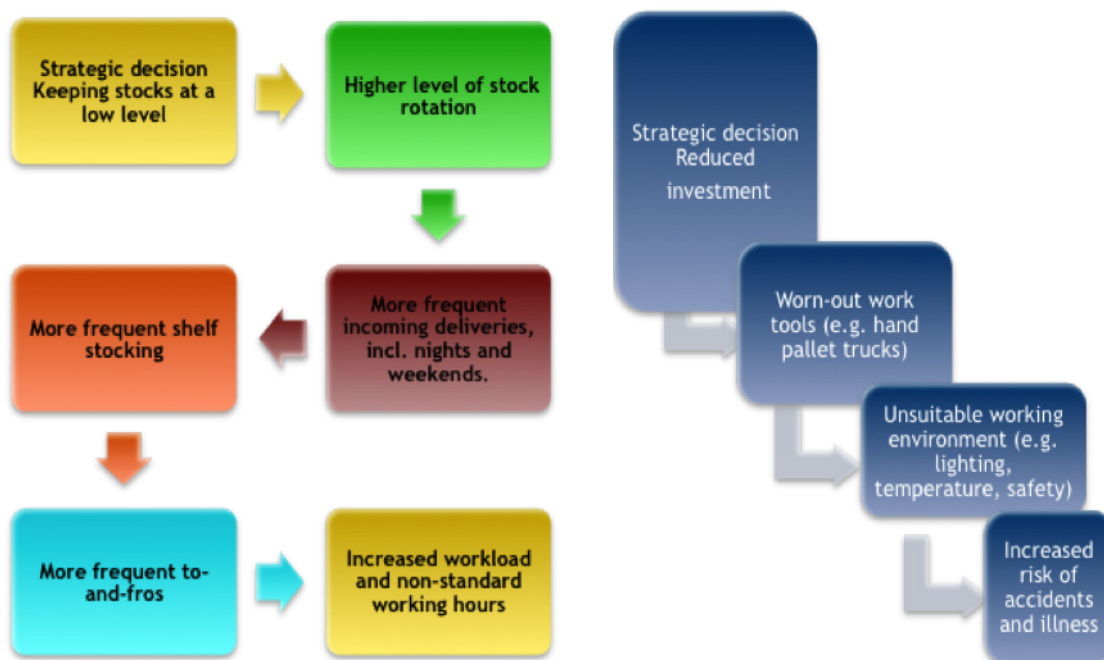 Strategic decision
Keeping stocks at a
low level
Higher level of stock
rotation
More frequent
incoming deliveries,
incl. nights and
weekends.
More frequent shelf
stocking
More frequent to-
and-fros
Increased workload
and non-standard
working hours
Strategic decision
Reduced
investment
Worn-out work
tools (e.g. hand
pallet trucks)
Unsuitable working
environment (e.g.
lighting,
temperature, safety)
Increased
risk of
accidents
and illness